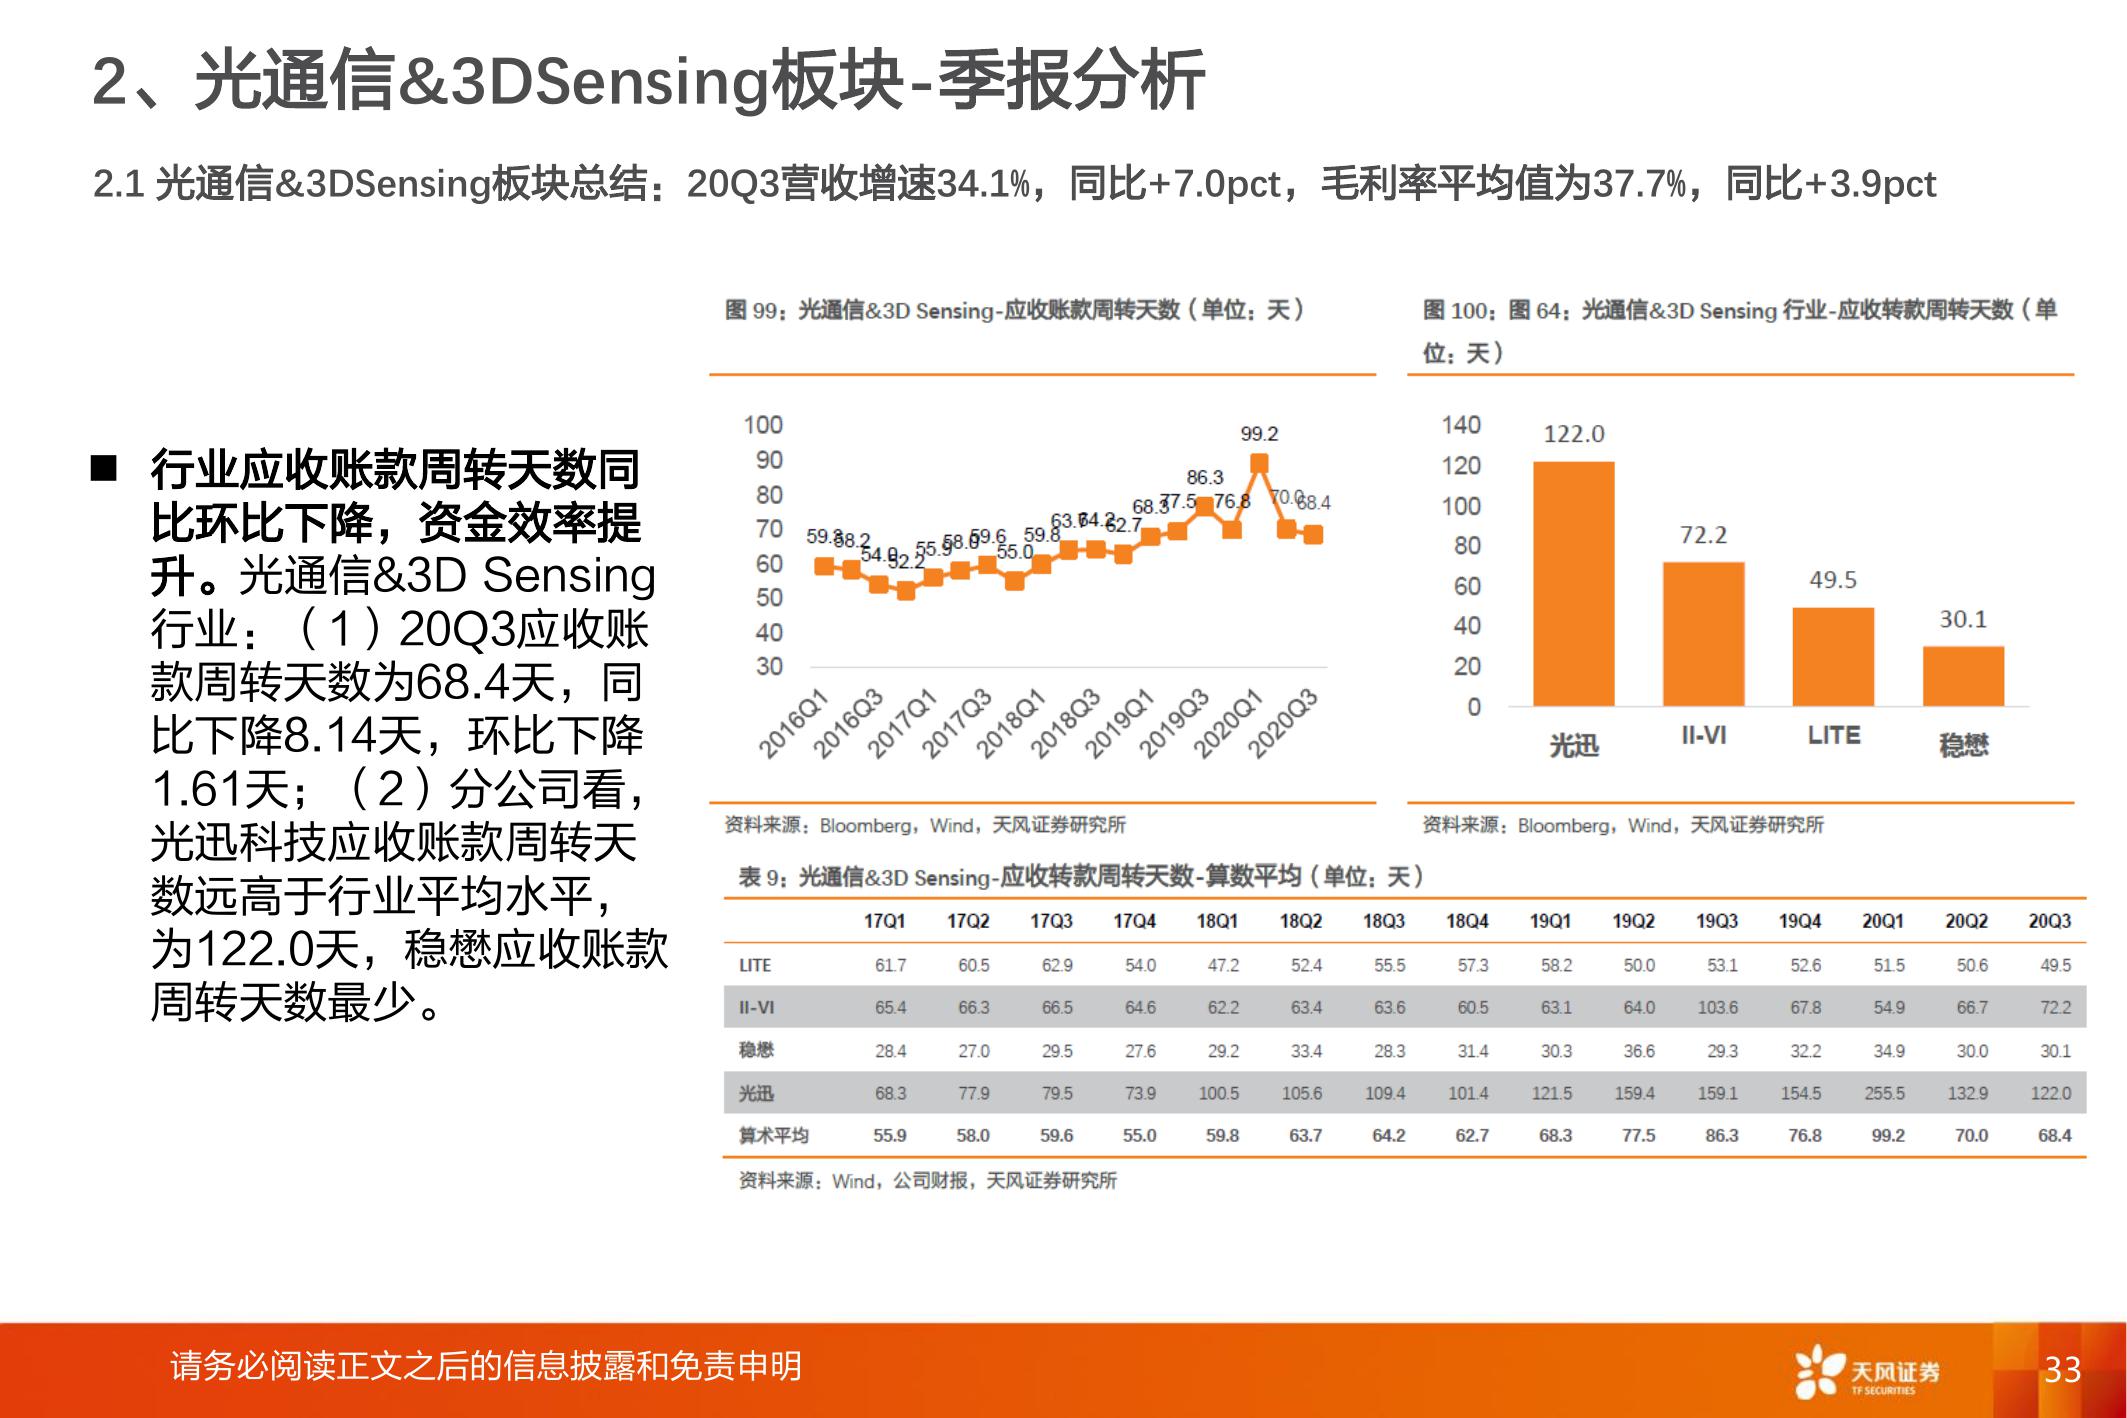 2、光通信&3DSensing板块-季报分析
2.1 光通信&3DSensing板块总结：20Q3营收增速34.1%，同比+7.0pct，毛利率平均值为37.7%，同比+3.9pct
■ 行业应收账款周转天数同
比环比下降，资金效率提
升。光通信&3D Sensing
行业：（1）20Q3应收账
款周转天数为68.4天，同
比下降8.14天，环比下降
1.61天；（2）分公司看，
光迅科技应收账款周转天
数远高于行业平均水平，
为122.0天，稳懋应收账款
周转天数最少。
图 99：光通信&3D Sensing-应收账款周转天数（单位：天）
100
90
80
70
60
50
40
30
58.2 54.0 52.2 55.9 58.0 59.6 55.0 59.8 63.7 64.2 62.7 68.3 77.5 86.3 76.8 99.2 70.0 68.4
2016Q1 2016Q3 2017Q1 2017Q3 2018Q1 2018Q3 2019Q1 2019Q3 2020Q1 2020Q3
资料来源：Bloomberg，Wind，天风证券研究所
图 100：图 64：光通信&3D Sensing 行业-应收转款周转天数（单
位：天）
140
120
100
80
60
40
20
0
122.0 72.2 49.5 30.1
光迅 II-VI LITE 稳懋
资料来源：Bloomberg，Wind，天风证券研究所
表 9：光通信&3D Sensing-应收转款周转天数-算数平均（单位：天）
17Q1 17Q2 17Q3 17Q4 18Q1 18Q2 18Q3 18Q4 19Q1 19Q2 19Q3 19Q4 20Q1 20Q2 20Q3
LITE 61.7 60.5 62.9 54.0 47.2 52.4 55.5 57.3 58.2 50.0 53.1 52.6 51.5 50.6 49.5
II-VI 65.4 66.3 66.5 64.6 62.2 63.4 63.6 60.5 63.1 64.0 103.6 67.8 54.9 66.7 72.2
稳懋 28.4 27.0 29.5 27.6 29.2 33.4 28.3 31.4 30.3 36.6 29.3 32.2 34.9 30.0 30.1
光迅 68.3 77.9 79.5 73.9 100.5 105.6 109.4 101.4 121.5 159.4 159.1 154.5 255.5 132.9 122.0
算术平均 55.9 58.0 59.6 55.0 59.8 63.7 64.2 62.7 68.3 77.5 86.3 76.8 99.2 70.0 68.4
资料来源：Wind，公司财报，天风证券研究所
请务必阅读正文之后的信息披露和免责申明
天风证券
TF SECURITIES
33